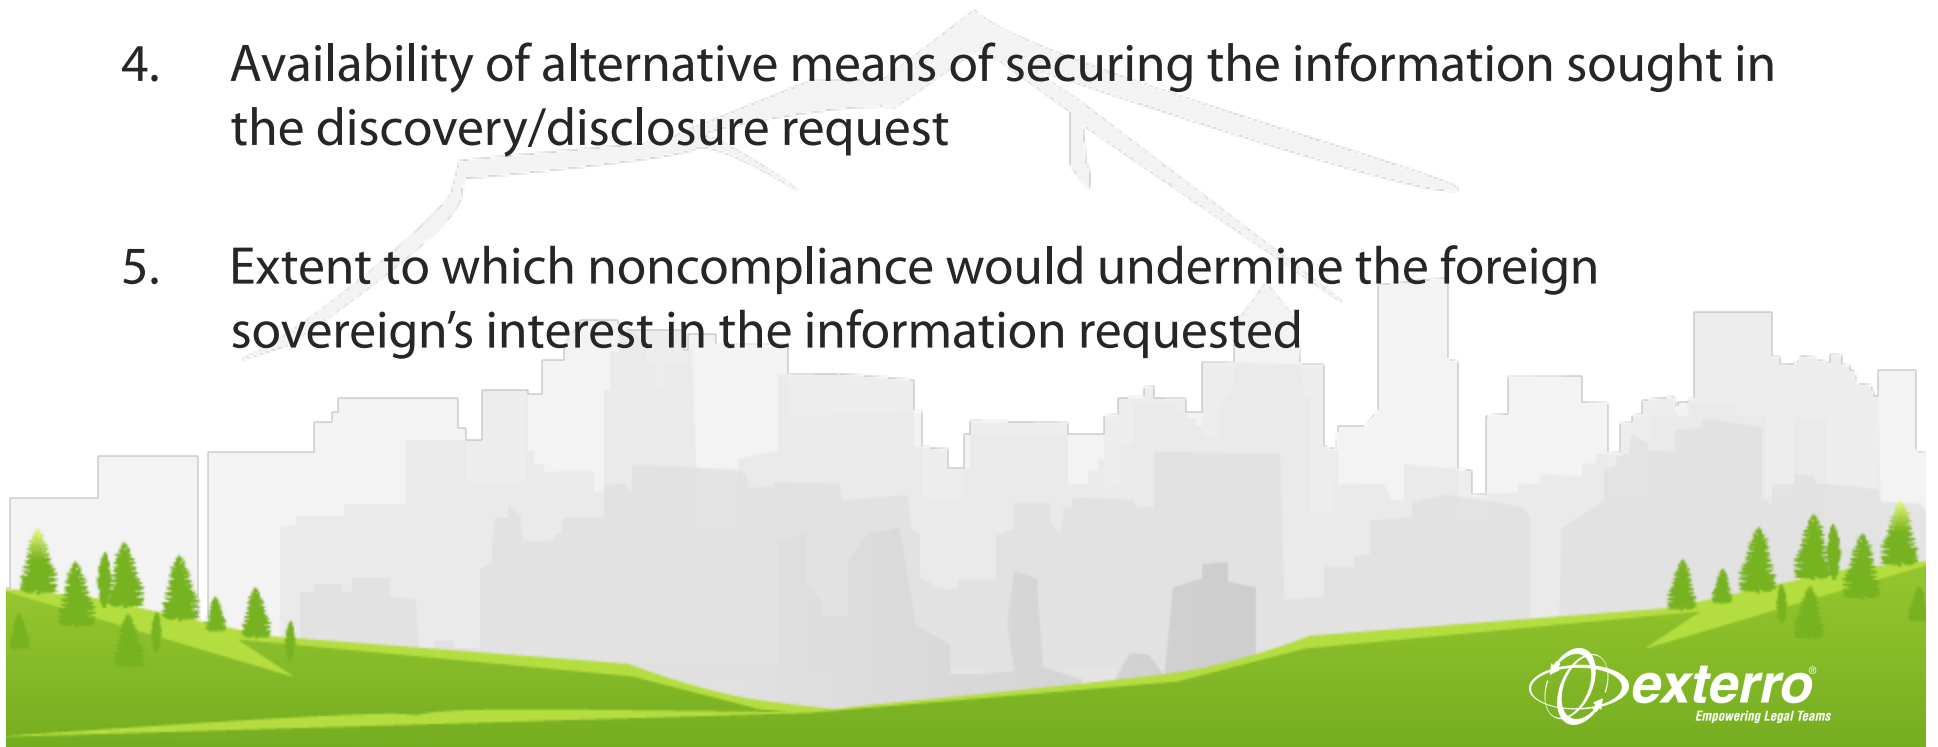 4. Availability of alternative means of securing the information sought in
the discovery/disclosure request
5. Extent to which noncompliance would undermine the foreign
sovereign’s interest in the information requested
exterro®
Empowering Legal Teams